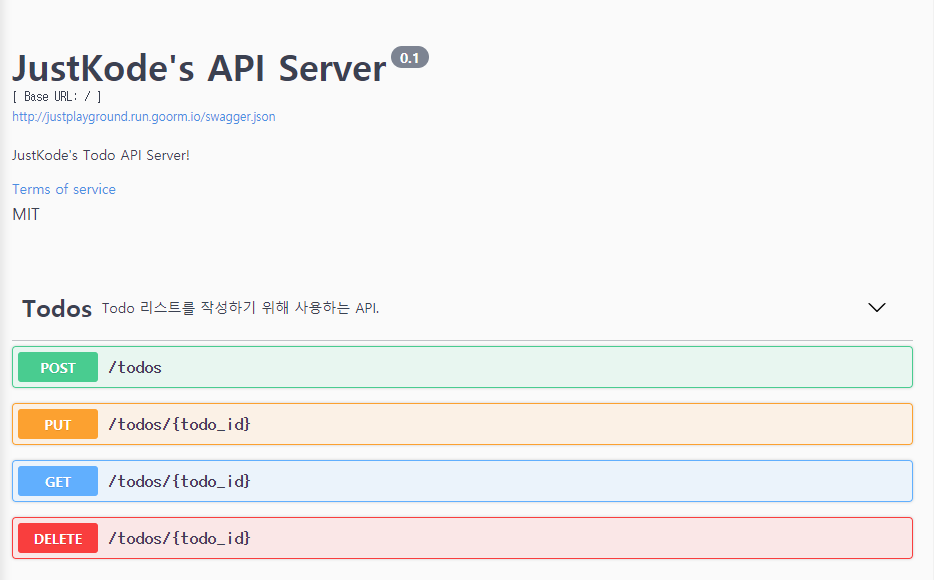 JustKode's API Server 0.1
[ Base URL: / ]
http://justplayground.run.goorm.io/swagger.json
JustKode's Todo API Server!
Terms of service
MIT
Todos Todo 리스트를 작성하기 위해 사용하는 API.
POST /todos
PUT /todos/{todo_id}
GET /todos/{todo_id}
DELETE /todos/{todo_id}